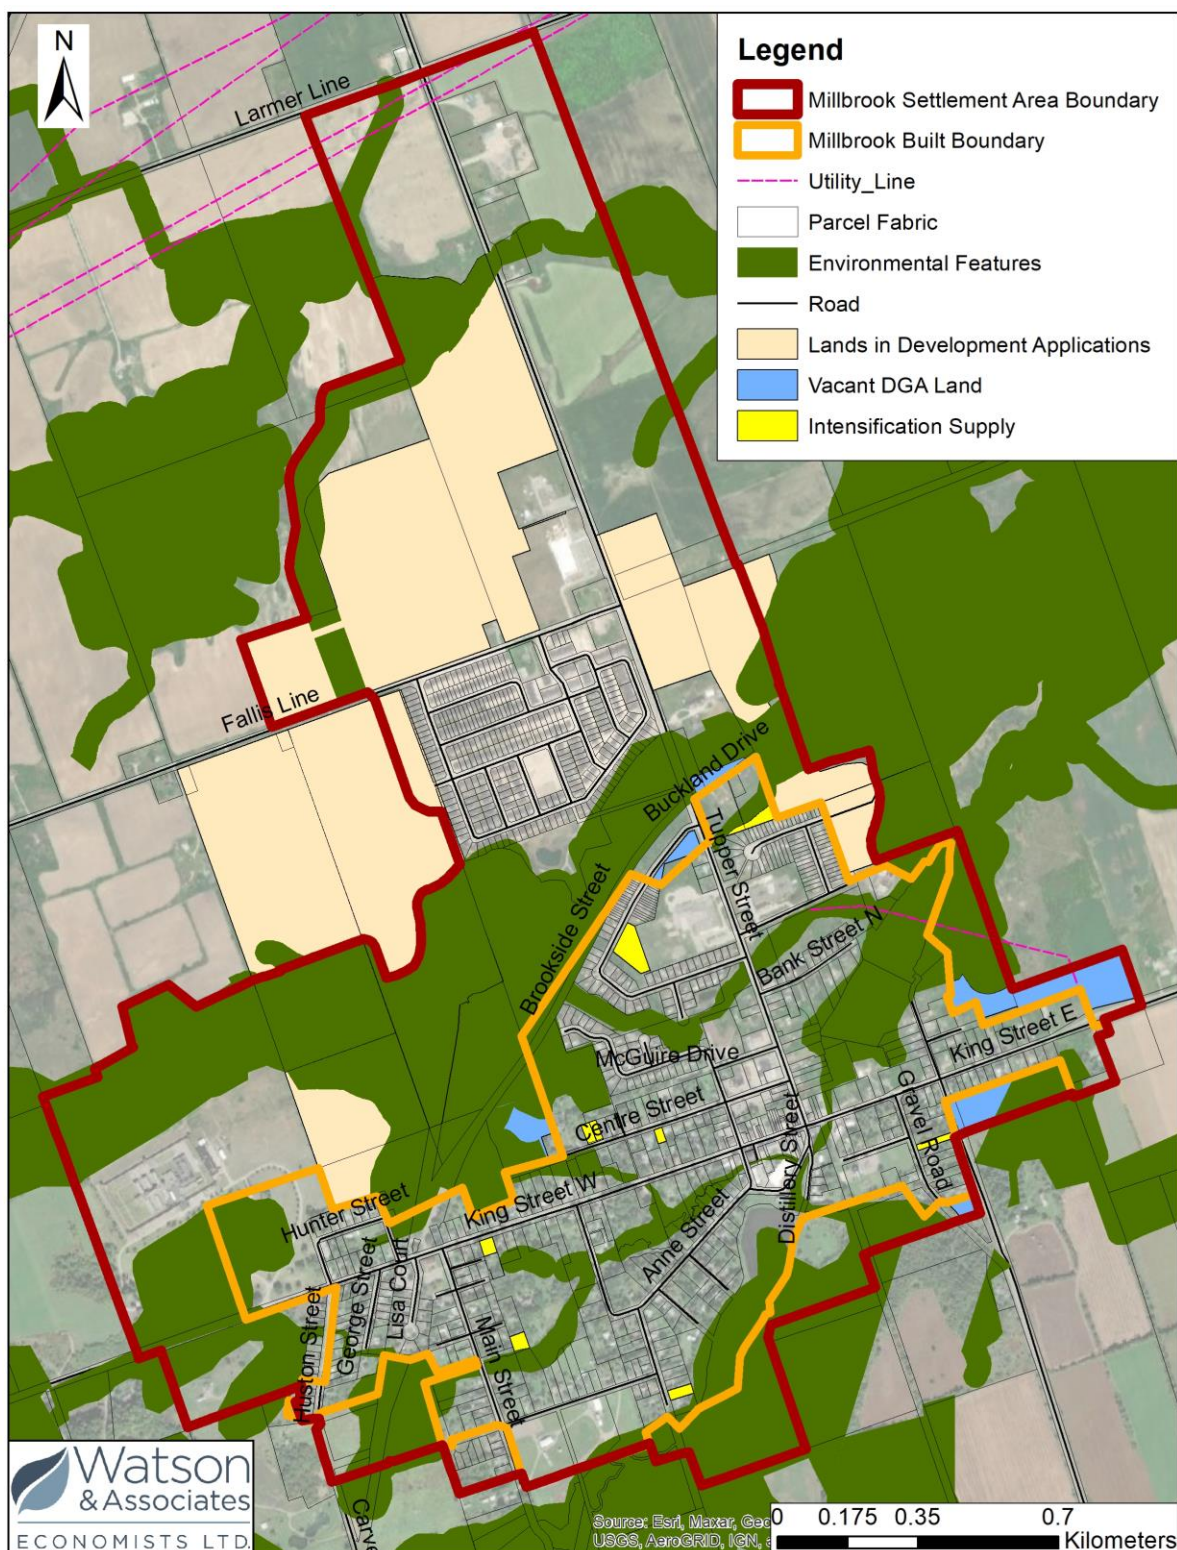 N
Legend
Millbrook Settlement Area Boundary
Millbrook Built Boundary
Utility_Line
Parcel Fabric
Environmental Features
Road
Lands in Development Applications
Vacant DGA Land
Intensification Supply
Larmer Line
Fallis Line
Buckland Drive
Tupper Street
Brookside Street
Bank Street N
McGuire Drive
King Street E
Centre Street
Gravel Road
Distillery Street
King Street W
Hunter Street
Anne Street
George Street
Lisa Court
Huston Street
Main Street
Carve
Watson
& Associates
ECONOMISTS LTD.
Source: Esri, Maxar, Geo
USGS, AeroGRID, IGN, a
0 0.175 0.35 0.7
Kilometers